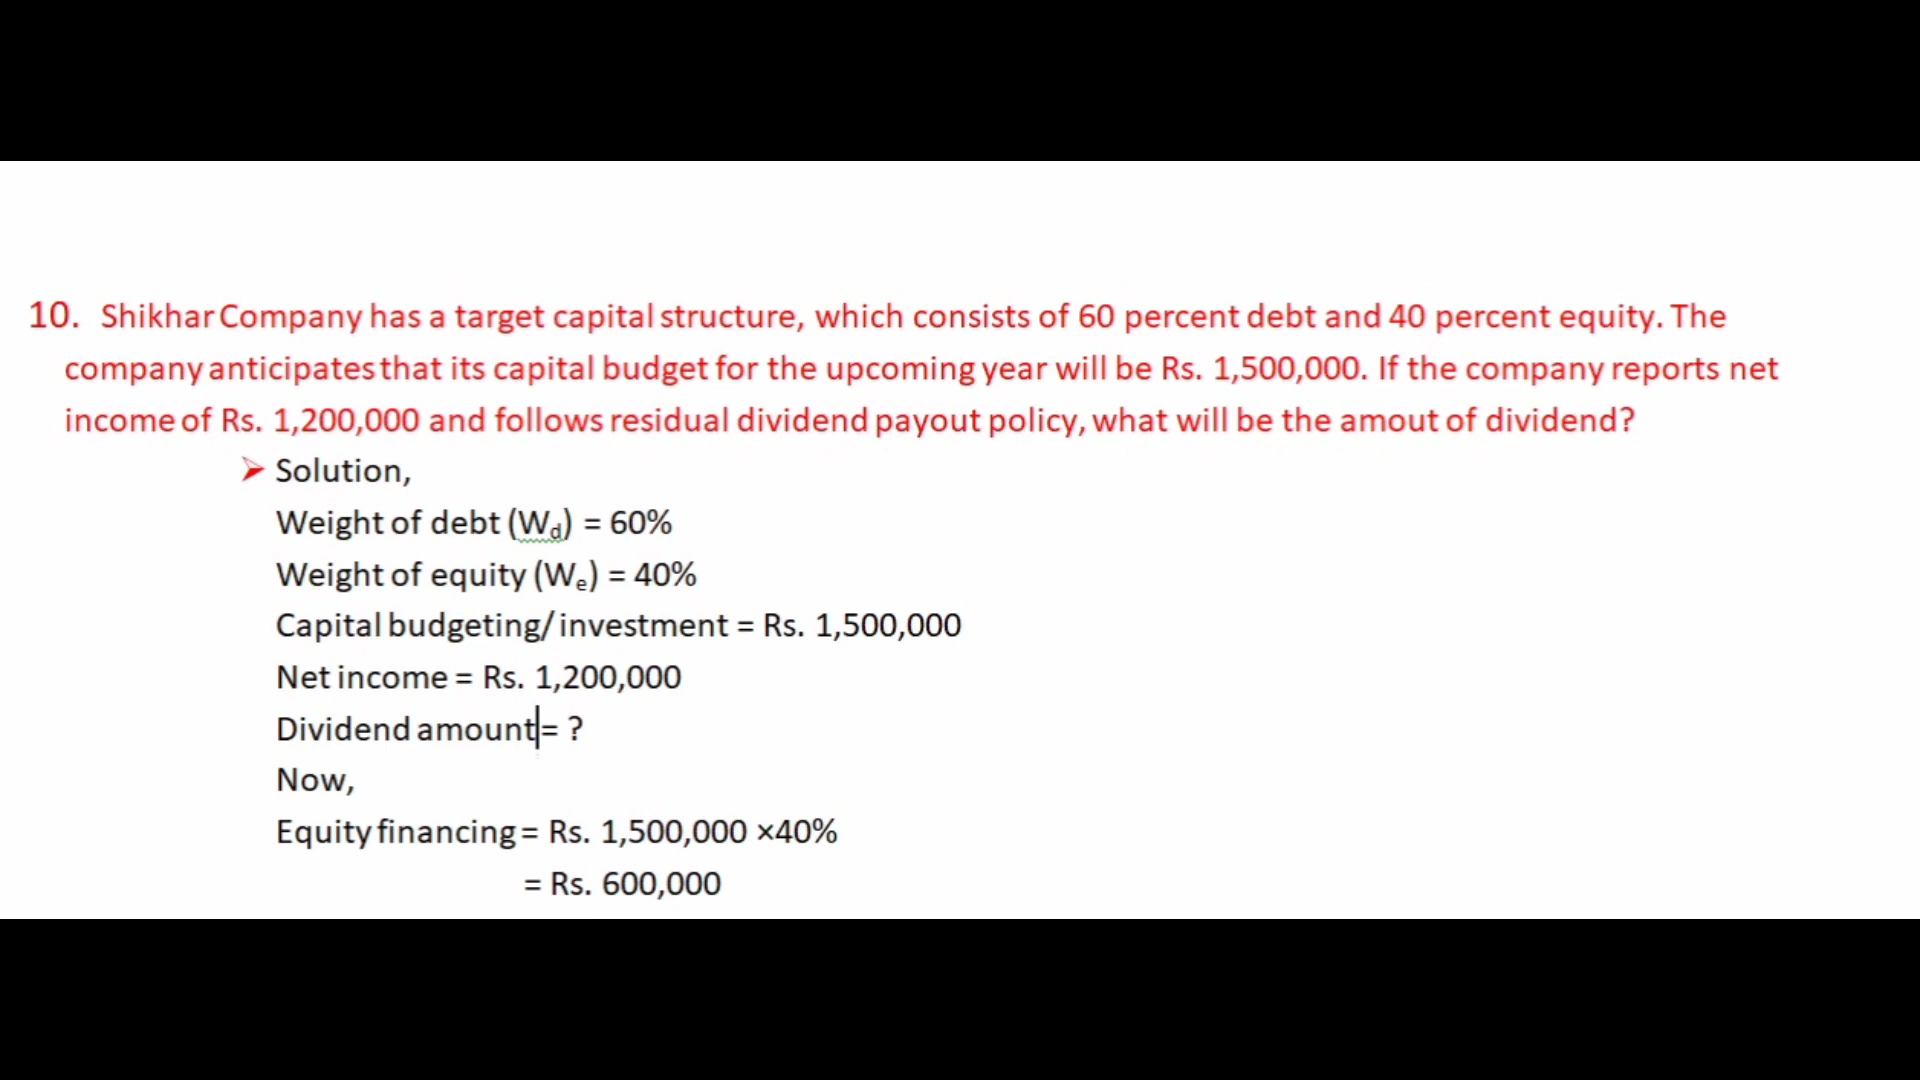 10. Shikhar Company has a target capital structure, which consists of 60 percent debt and 40 percent equity. The
company anticipates that its capital budget for the upcoming year will be Rs. 1,500,000. If the company reports net
income of Rs. 1,200,000 and follows residual dividend payout policy, what will be the amout of dividend?
➢ Solution,
Weight of debt (Wd) = 60%
Weight of equity (We) = 40%
Capital budgeting/ investment = Rs. 1,500,000
Net income = Rs. 1,200,000
Dividend amount = ?
Now,
Equity financing = Rs. 1,500,000 ×40%
= Rs. 600,000